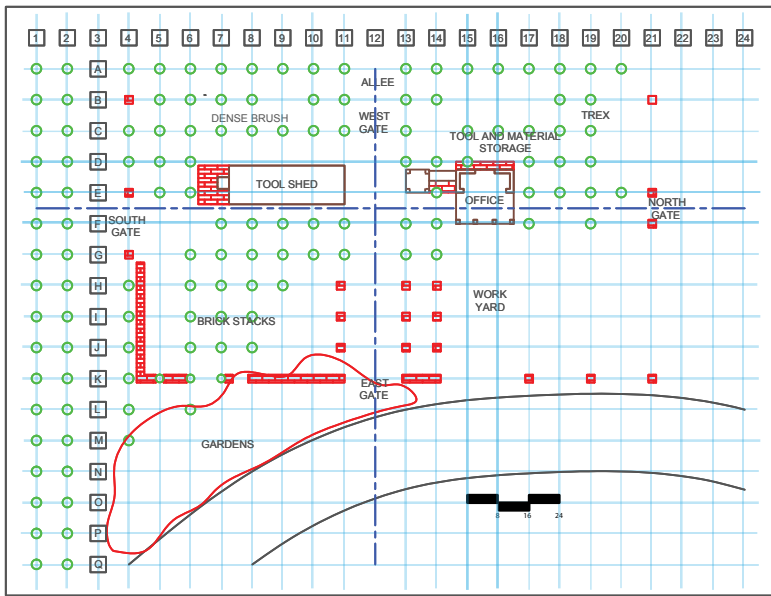 1 2 3 4 5 6 7 8 9 10 11 12 13 14 15 16 17 18 19 20 21 22 23 24
A
ALLEE
B
DENSE BRUSH
WEST
GATE
TREX
C
TOOL AND MATERIAL
STORAGE
D
TOOL SHED
E
OFFICE
NORTH
GATE
SOUTH
GATE
F
G
H
WORK
YARD
I
BRICK STACKS
J
K
EAST
GATE
L
M
GARDENS
N
O
8 16 24
P
Q